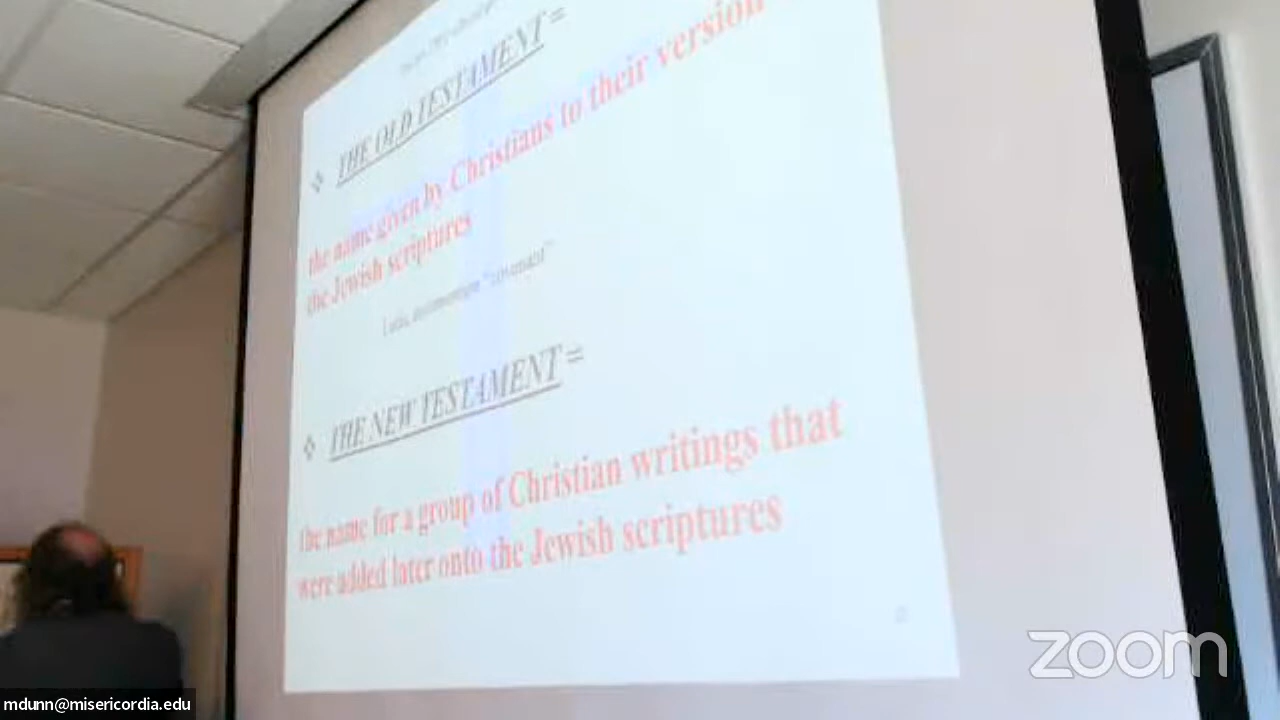 ❖ THE OLD TESTAMENT =
the name given by Christians to their version
the Jewish scriptures
"covenant"
❖ THE NEW TESTAMENT =
the name for a group of Christian writings that
were added later onto the Jewish scriptures
zoom
mdunn@misericordia.edu